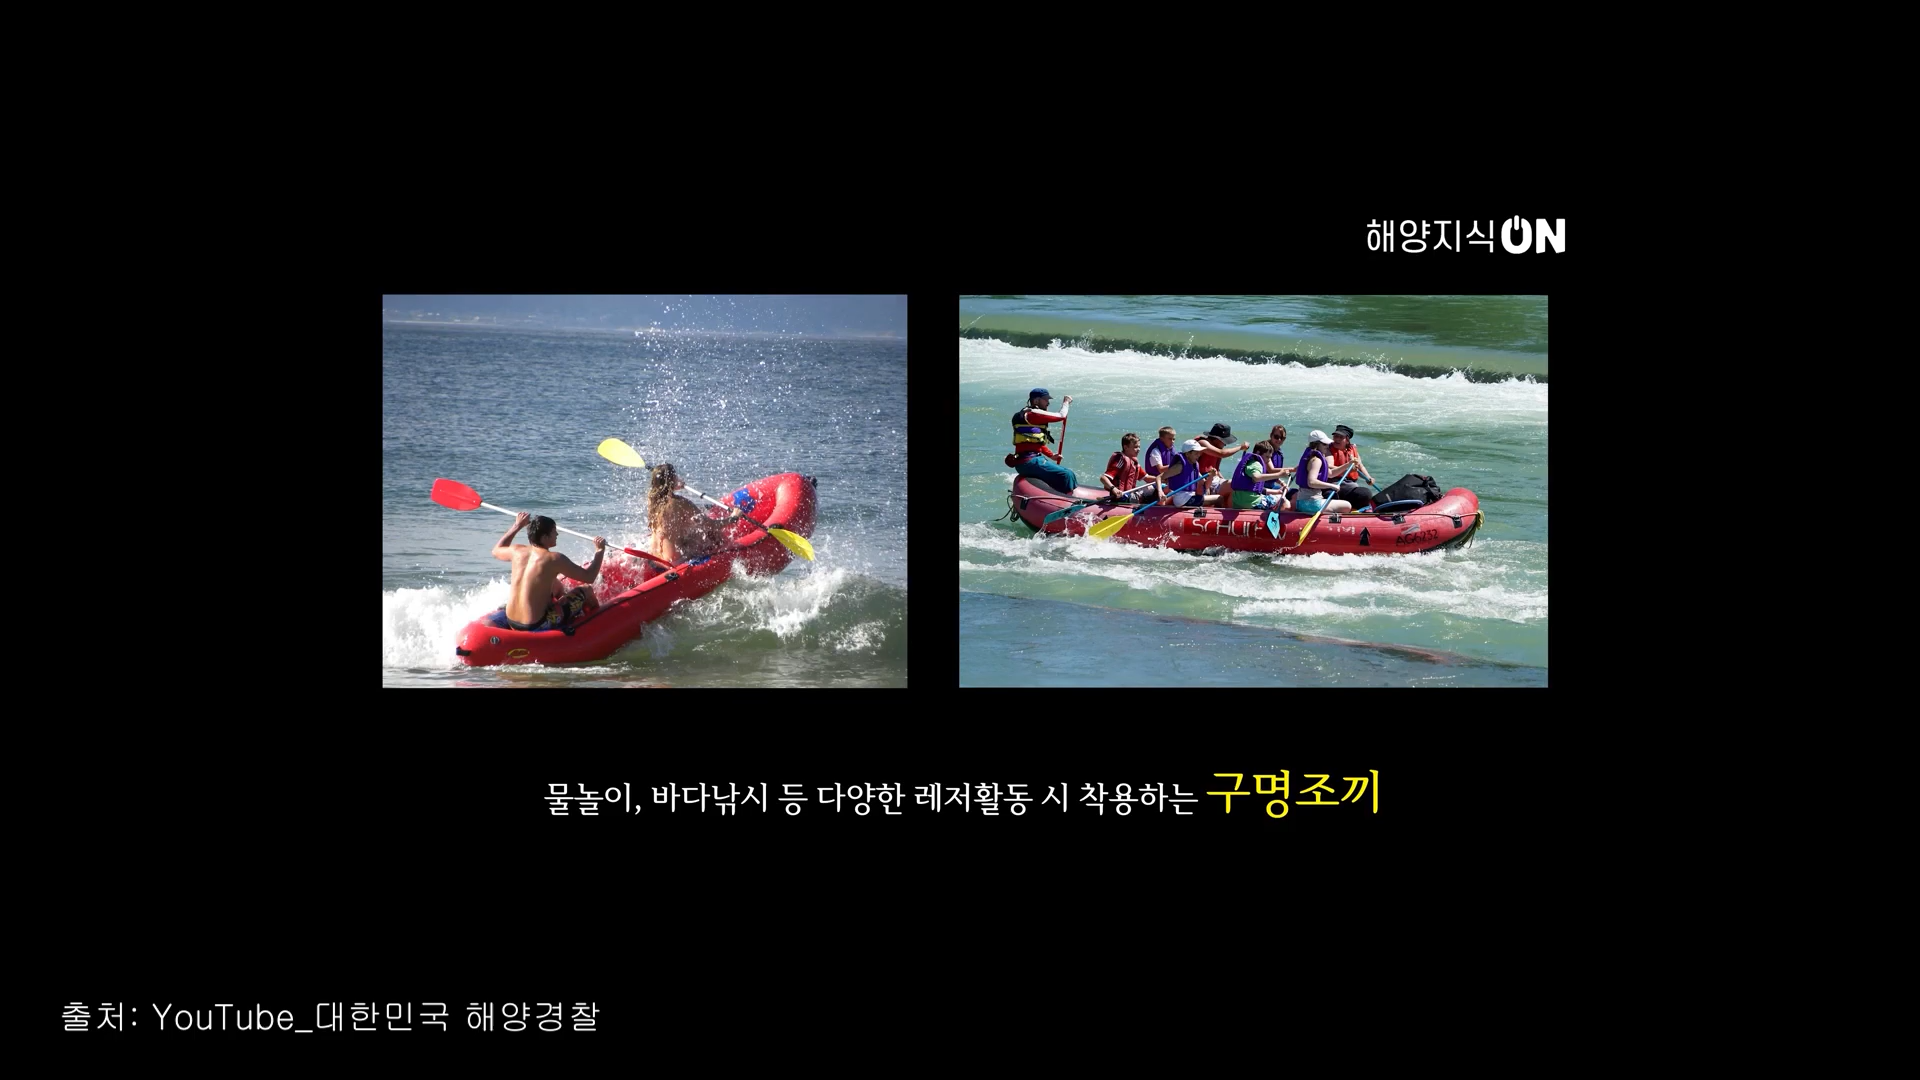 해양지식ON
SCHUL
AG6232
물놀이, 바다낚시 등 다양한 레저활동 시 착용하는 구명조끼
출처: YouTube_대한민국 해양경찰